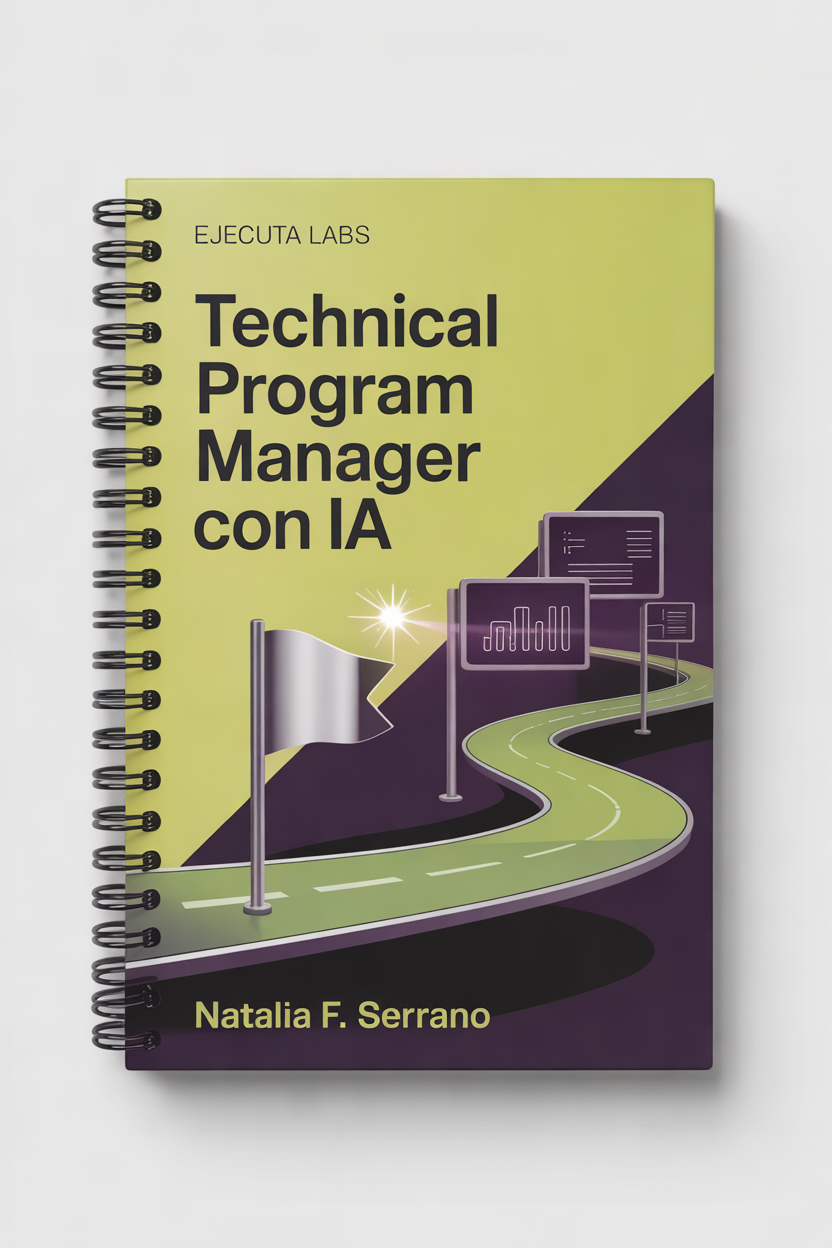 EJECUTA LABS
Technical
Program
Manager
con IA
Natalia F. Serrano